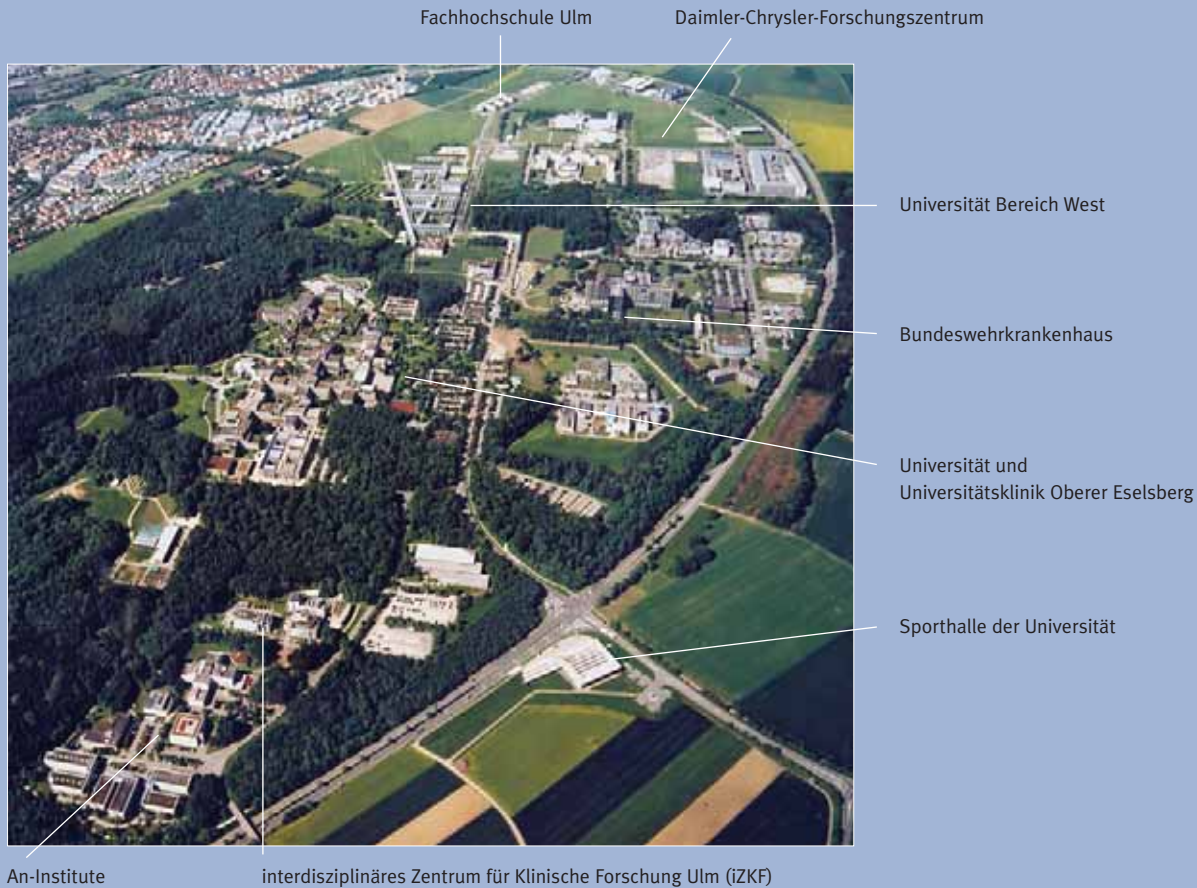 Fachhochschule Ulm
Daimler-Chrysler-Forschungszentrum
Universität Bereich West
Bundeswehrkrankenhaus
Universität und
Universitätsklinik Oberer Eselsberg
Sporthalle der Universität
An-Institute
interdisziplinäres Zentrum für Klinische Forschung Ulm (iZKF)